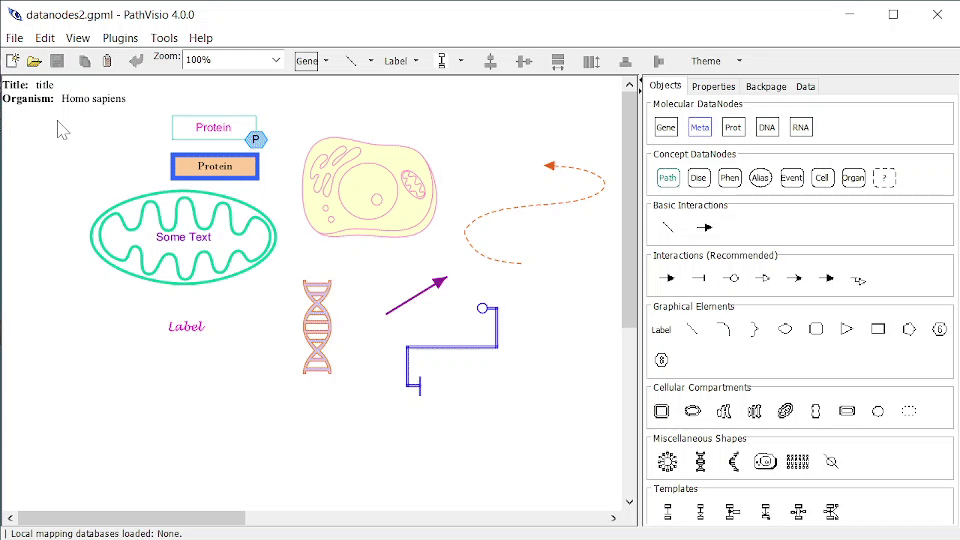 datanodes2.gpml - PathVisio 4.0.0
File Edit View Plugins Tools Help
Zoom: 100% Gene Label Theme
Title: title
Organism: Homo sapiens
Protein
P
Protein
Some Text
Label
Objects Properties Backpage Data
Molecular DataNodes
Gene Meta Prot DNA RNA
Concept DataNodes
Path Dise Phen Alias Event Cell Organ ?
Basic Interactions
Interactions (Recommended)
Graphical Elements
Label 6
8
Cellular Compartments
Miscellaneous Shapes
Templates
Local mapping databases loaded: None.